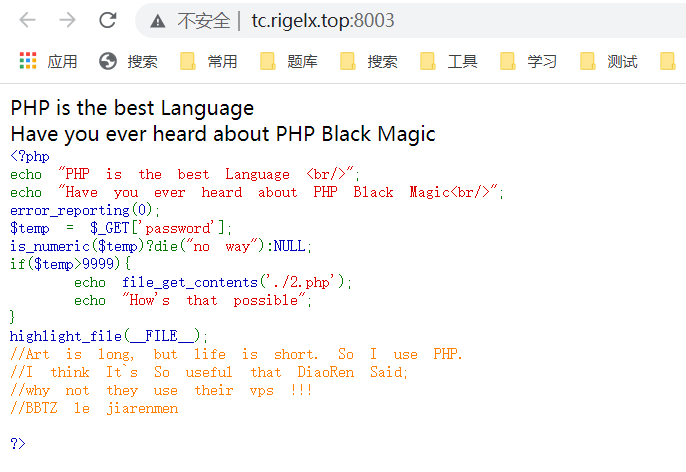 不安全 | tc.rigelx.top:8003
应用 搜索 常用 题库 搜索 工具 学习 测试
PHP is the best Language
Have you ever heard about PHP Black Magic
<?php
echo "PHP is the best Language <br/>";
echo "Have you ever heard about PHP Black Magic<br/>";
error_reporting(0);
$temp = $_GET['password'];
is_numeric($temp)?die("no way"):NULL;
if($temp>9999){
echo file_get_contents('./2.php');
echo "How's that possible";
}
highlight_file(__FILE__);
//Art is long, but life is short. So I use PHP.
//I think It`s So useful that DiaoRen Said;
//why not they use their vps !!!
//BBTZ le jiarenmen
?>